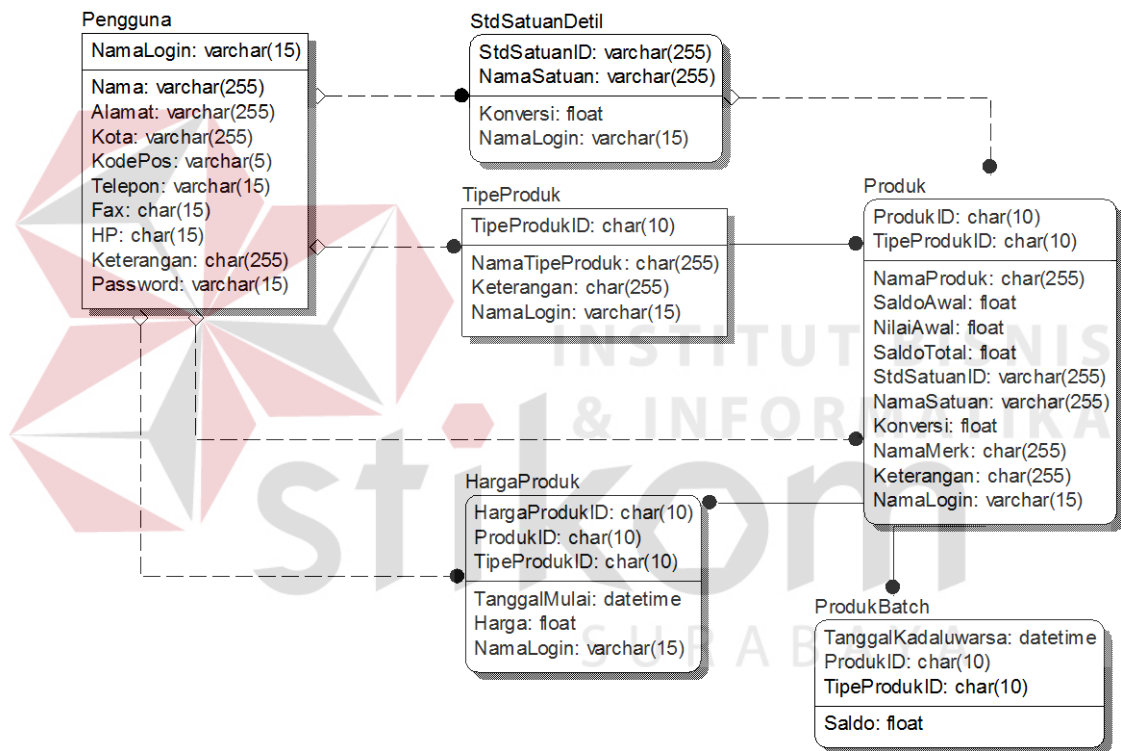 Pengguna
NamaLogin: varchar(15)
Nama: varchar(255)
Alamat: varchar(255)
Kota: varchar(255)
KodePos: varchar(5)
Telepon: varchar(15)
Fax: char(15)
HP: char(15)
Keterangan: char(255)
Password: varchar(15)
StdSatuanDetil
StdSatuanID: varchar(255)
NamaSatuan: varchar(255)
Konversi: float
NamaLogin: varchar(15)
TipeProduk
TipeProdukID: char(10)
NamaTipeProduk: char(255)
Keterangan: char(255)
NamaLogin: varchar(15)
Produk
ProdukID: char(10)
TipeProdukID: char(10)
NamaProduk: char(255)
SaldoAwal: float
NilaiAwal: float
SaldoTotal: float
StdSatuanID: varchar(255)
NamaSatuan: varchar(255)
Konversi: float
NamaMerk: char(255)
Keterangan: char(255)
NamaLogin: varchar(15)
HargaProduk
HargaProdukID: char(10)
ProdukID: char(10)
TipeProdukID: char(10)
TanggalMulai: datetime
Harga: float
NamaLogin: varchar(15)
ProdukBatch
TanggalKadaluwarsa: datetime
ProdukID: char(10)
TipeProdukID: char(10)
Saldo: float
INSTITUT BISNIS
& INFORMATIKA
stikom
SURABAYA